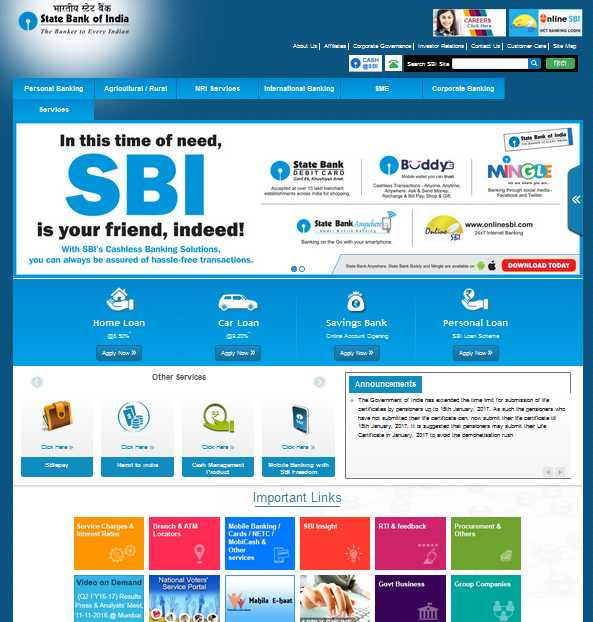 भारतीय स्टेट बैंक
State Bank of India
The Banker to Every Indian
CAREERS
Click Here
Online SBI
NET BANKING LOGIN
About Us | Affiliates | Corporate Governance | Investor Relations | Contact Us | Customer Care | Site Map
CASH @SBI
Search SBI Site
हिंदी
Personal Banking
Agricultural / Rural
NRI Services
International Banking
SME
Corporate Banking
Services
In this time of need,
SBI
is your friend, indeed!
With SBI's Cashless Banking Solutions,
you can always be assured of hassle-free transactions.
State Bank of India
State Bank
DEBIT CARD
Card Ek, Khushiyan Anek.
Accepted at over 13 lakh merchant
establishments across India for shopping.
Buddy
Mobile wallet you can trust
Cashless Transactions - Anyone, Anytime,
Anywhere. Ask & Send Money,
Recharge & Bill Pay, Shop & Gift.
MINGLE
We are where you are..
Banking through social media -
Facebook and Twitter.
State Bank Anywhere
Banking on the Go with your smartphone.
Online SBI
www.onlinesbi.com
24x7 Internet Banking
State Bank Anywhere, State Bank Buddy and Mingle are available on
DOWNLOAD TODAY
Home Loan
Apply Now »
Car Loan
Apply Now »
Savings Bank
Online Account Opening
Apply Now »
Personal Loan
SBI Loan Scheme
Apply Now »
Other Services
Click Here »
SBIepay
Click Here »
Remit to India
Click Here »
Cash Management
Product
Click Here »
Mobile Banking with
SBI Freedom
Announcements
The Government of India has extended the time limit for submission of life
certificates by pensioners up to 15th January, 2017. As such the pensioners who
have not submitted their life certificate can, now submit their life certificate till
15th January, 2017. It is suggested that pensioners may submit their Life
Certificate in January, 2017 to avoid the demonetisation rush
Important Links
Service Charges &
Interest Rates
Branch & ATM
Locators
Mobile Banking /
Cards / NETC /
MobiCash &
Other
services
SBI Insight
RTI & feedback
Procurement &
Others
Video on Demand
(Q2 FY16-17) Results
Press & Analysts' Meet,
11-11-2016 @ Mumbai
National Voters'
Service Portal
Mahila E-haat
APPLY ONLINE
Govt Business
Group Companies